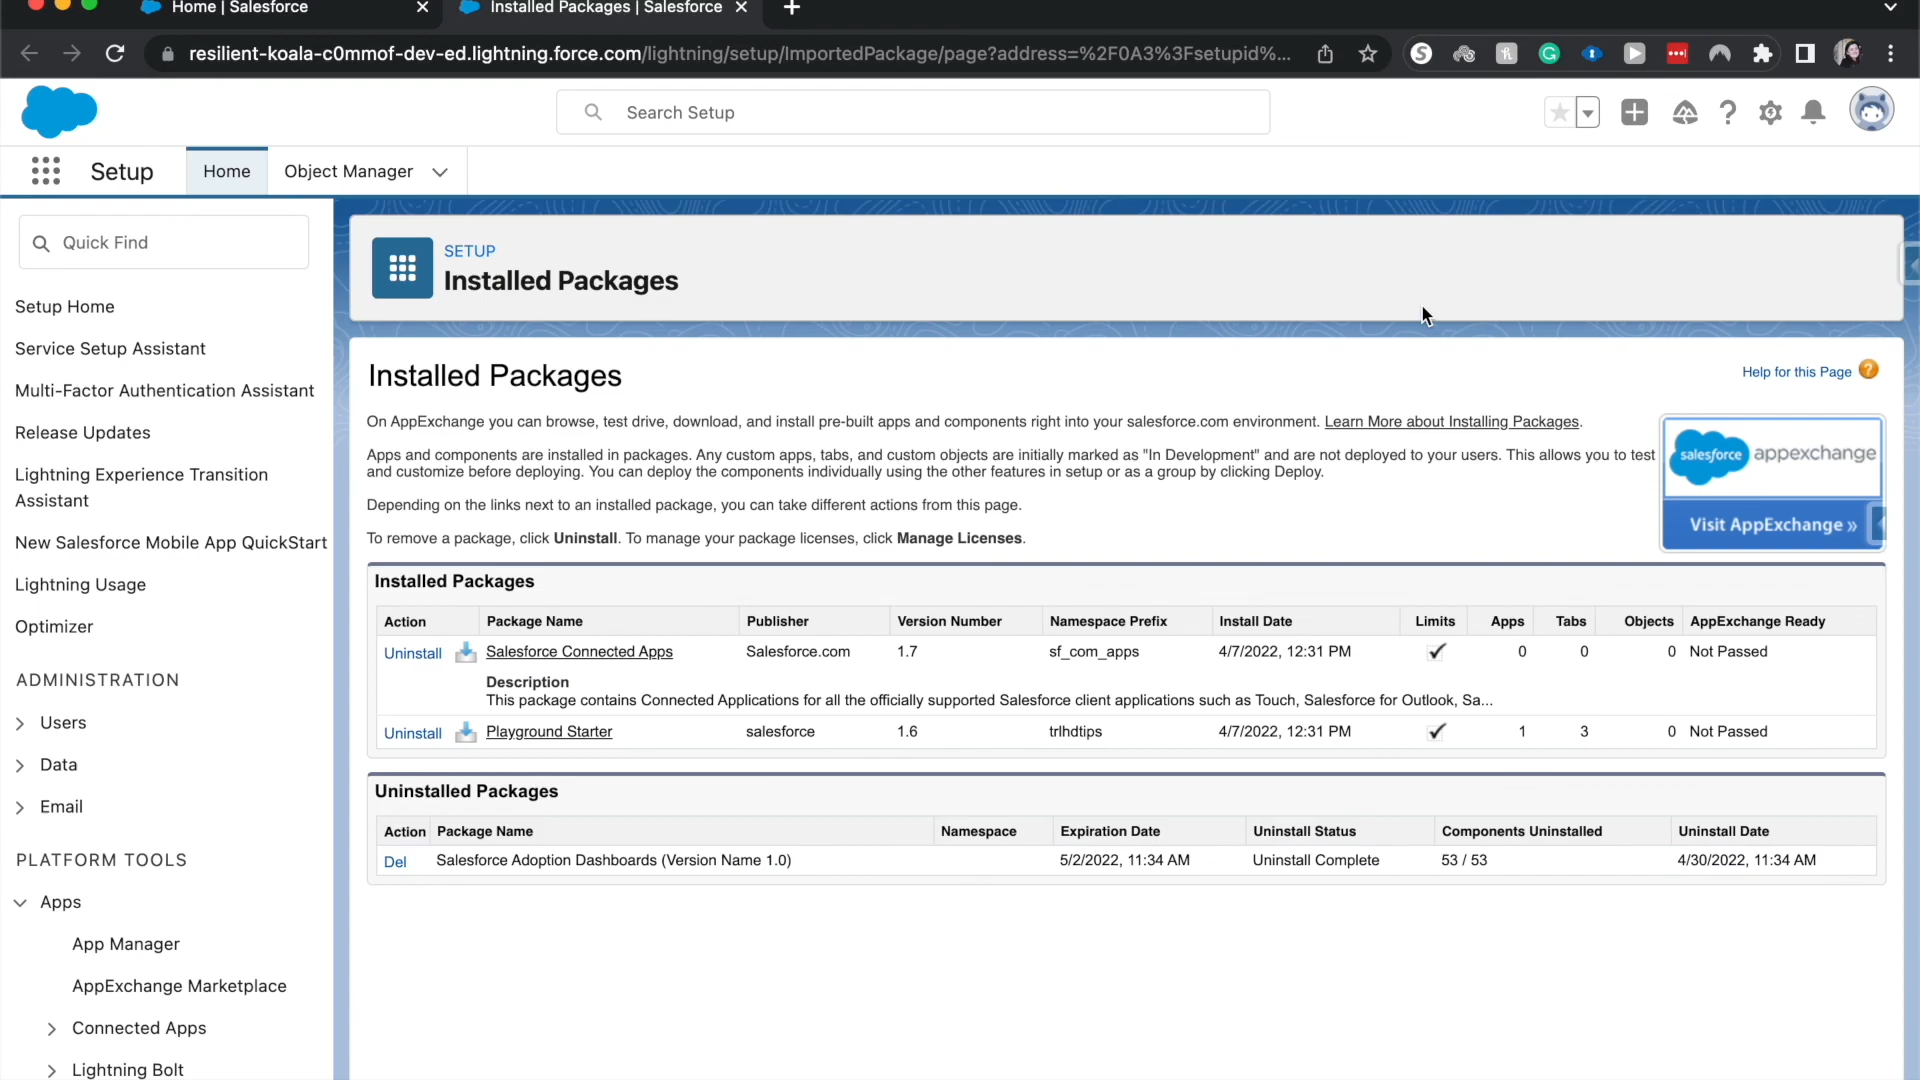 Home | Salesforce
Installed Packages | Salesforce
resilient-koala-c0mmof-dev-ed.lightning.force.com/lightning/setup/ImportedPackage/page?address=%2F0A3%3Fsetupid%...
Search Setup
Setup
Home
Object Manager
Quick Find
Setup Home
Service Setup Assistant
Multi-Factor Authentication Assistant
Release Updates
Lightning Experience Transition
Assistant
New Salesforce Mobile App QuickStart
Lightning Usage
Optimizer
ADMINISTRATION
Users
Data
Email
PLATFORM TOOLS
Apps
App Manager
AppExchange Marketplace
Connected Apps
Lightning Bolt
SETUP
Installed Packages
Installed Packages
Help for this Page
On AppExchange you can browse, test drive, download, and install pre-built apps and components right into your salesforce.com environment. Learn More about Installing Packages.
Apps and components are installed in packages. Any custom apps, tabs, and custom objects are initially marked as "In Development" and are not deployed to your users. This allows you to test
and customize before deploying. You can deploy the components individually using the other features in setup or as a group by clicking Deploy.
Depending on the links next to an installed package, you can take different actions from this page.
To remove a package, click Uninstall. To manage your package licenses, click Manage Licenses.
salesforce appexchange
Visit AppExchange »
Installed Packages
Action Package Name Publisher Version Number Namespace Prefix Install Date Limits Apps Tabs Objects AppExchange Ready
Uninstall Salesforce Connected Apps Salesforce.com 1.7 sf_com_apps 4/7/2022, 12:31 PM 0 0 0 Not Passed
Description
This package contains Connected Applications for all the officially supported Salesforce client applications such as Touch, Salesforce for Outlook, Sa...
Uninstall Playground Starter salesforce 1.6 trlhdtips 4/7/2022, 12:31 PM 1 3 0 Not Passed
Uninstalled Packages
Action Package Name Namespace Expiration Date Uninstall Status Components Uninstalled Uninstall Date
Del Salesforce Adoption Dashboards (Version Name 1.0) 5/2/2022, 11:34 AM Uninstall Complete 53 / 53 4/30/2022, 11:34 AM